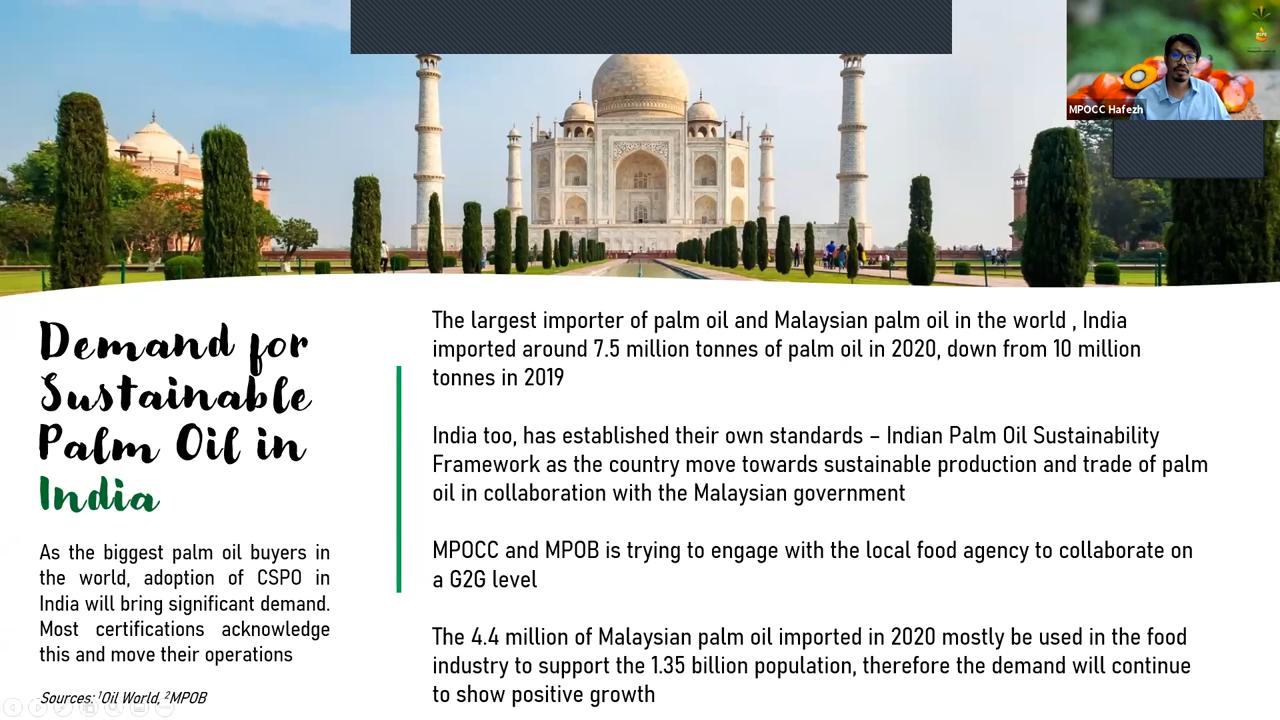 MPOCC Hafezh
Demand for
Sustainable
Palm Oil in
India
As the biggest palm oil buyers in
the world, adoption of CSPO in
India will bring significant demand.
Most certifications acknowledge
this and move their operations
Sources: ¹Oil World, ²MPOB
The largest importer of palm oil and Malaysian palm oil in the world , India
imported around 7.5 million tonnes of palm oil in 2020, down from 10 million
tonnes in 2019
India too, has established their own standards – Indian Palm Oil Sustainability
Framework as the country move towards sustainable production and trade of palm
oil in collaboration with the Malaysian government
MPOCC and MPOB is trying to engage with the local food agency to collaborate on
a G2G level
The 4.4 million of Malaysian palm oil imported in 2020 mostly be used in the food
industry to support the 1.35 billion population, therefore the demand will continue
to show positive growth